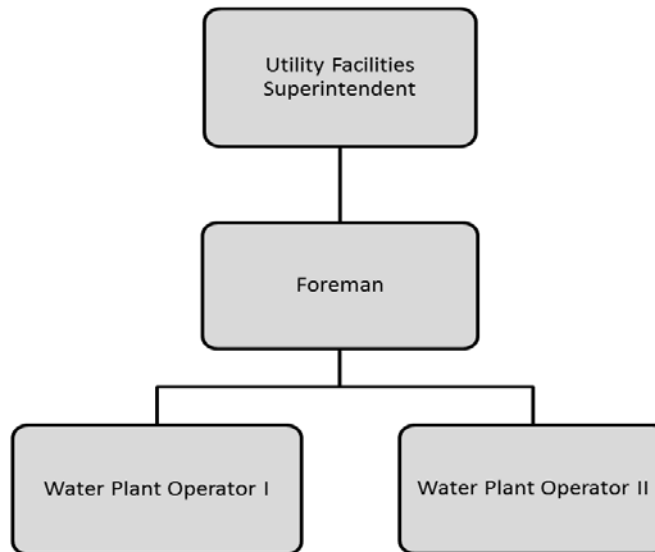 Utility Facilities
Superintendent
Foreman
Water Plant Operator I
Water Plant Operator II